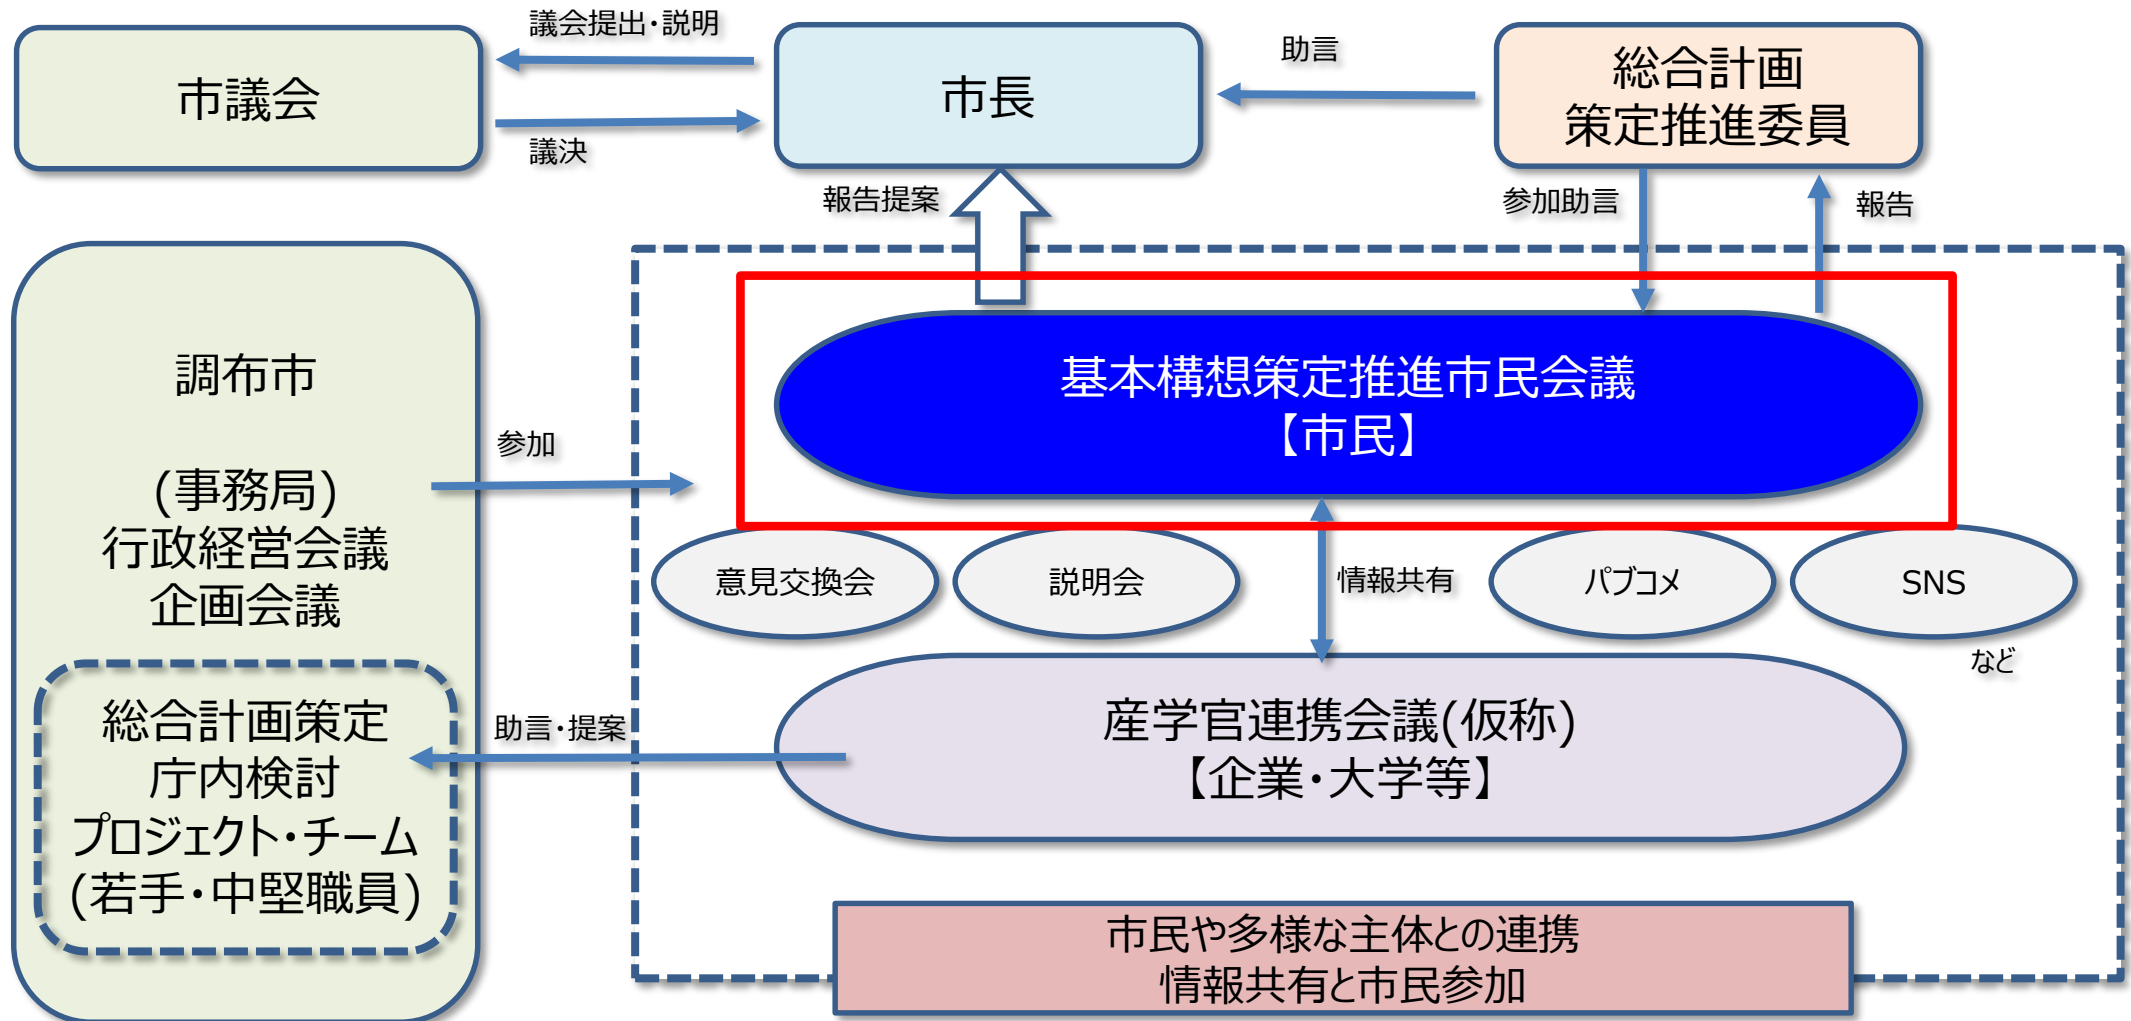 議会提出・説明
市議会
議決
市長
助言
総合計画
策定推進委員
報告提案
参加助言
報告
調布市
(事務局)
行政経営会議
企画会議
参加
基本構想策定推進市民会議
【市民】
意見交換会
説明会
情報共有
パブコメ
SNS
など
総合計画策定
庁内検討
プロジェクト・チーム
(若手・中堅職員)
助言・提案
産学官連携会議(仮称)
【企業・大学等】
市民や多様な主体との連携
情報共有と市民参加